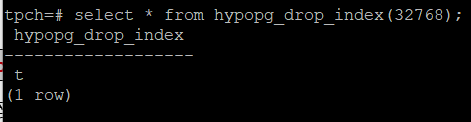 tpch=# select * from hypopg_drop_index(32768);
 hypopg_drop_index
-------------------
 t
(1 row)